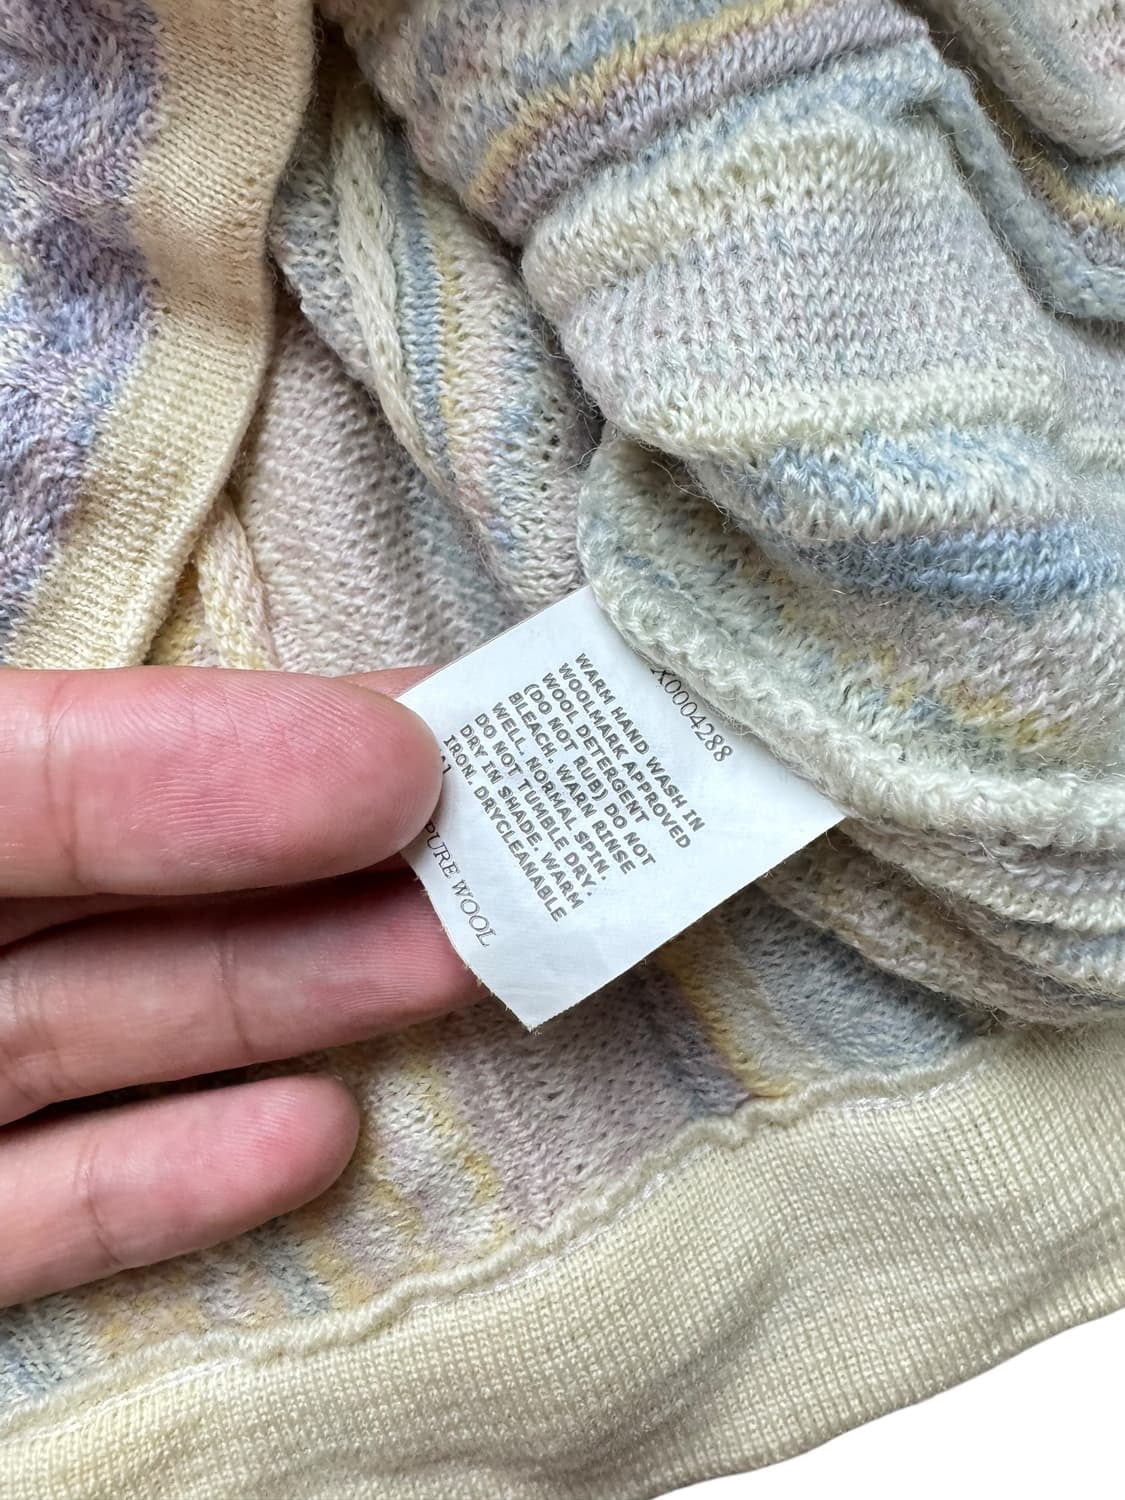 X0004288
WARM HAND WASH IN
WOOLMARK APPROVED
WOOL DETERGENT
(DO NOT RUB) DO NOT
BLEACH. WARN RINSE
WELL. NORMAL SPIN.
DO NOT TUMBLE DRY.
DRY IN SHADE. WARM
IRON. DRYCLEANABLE
PURE WOOL